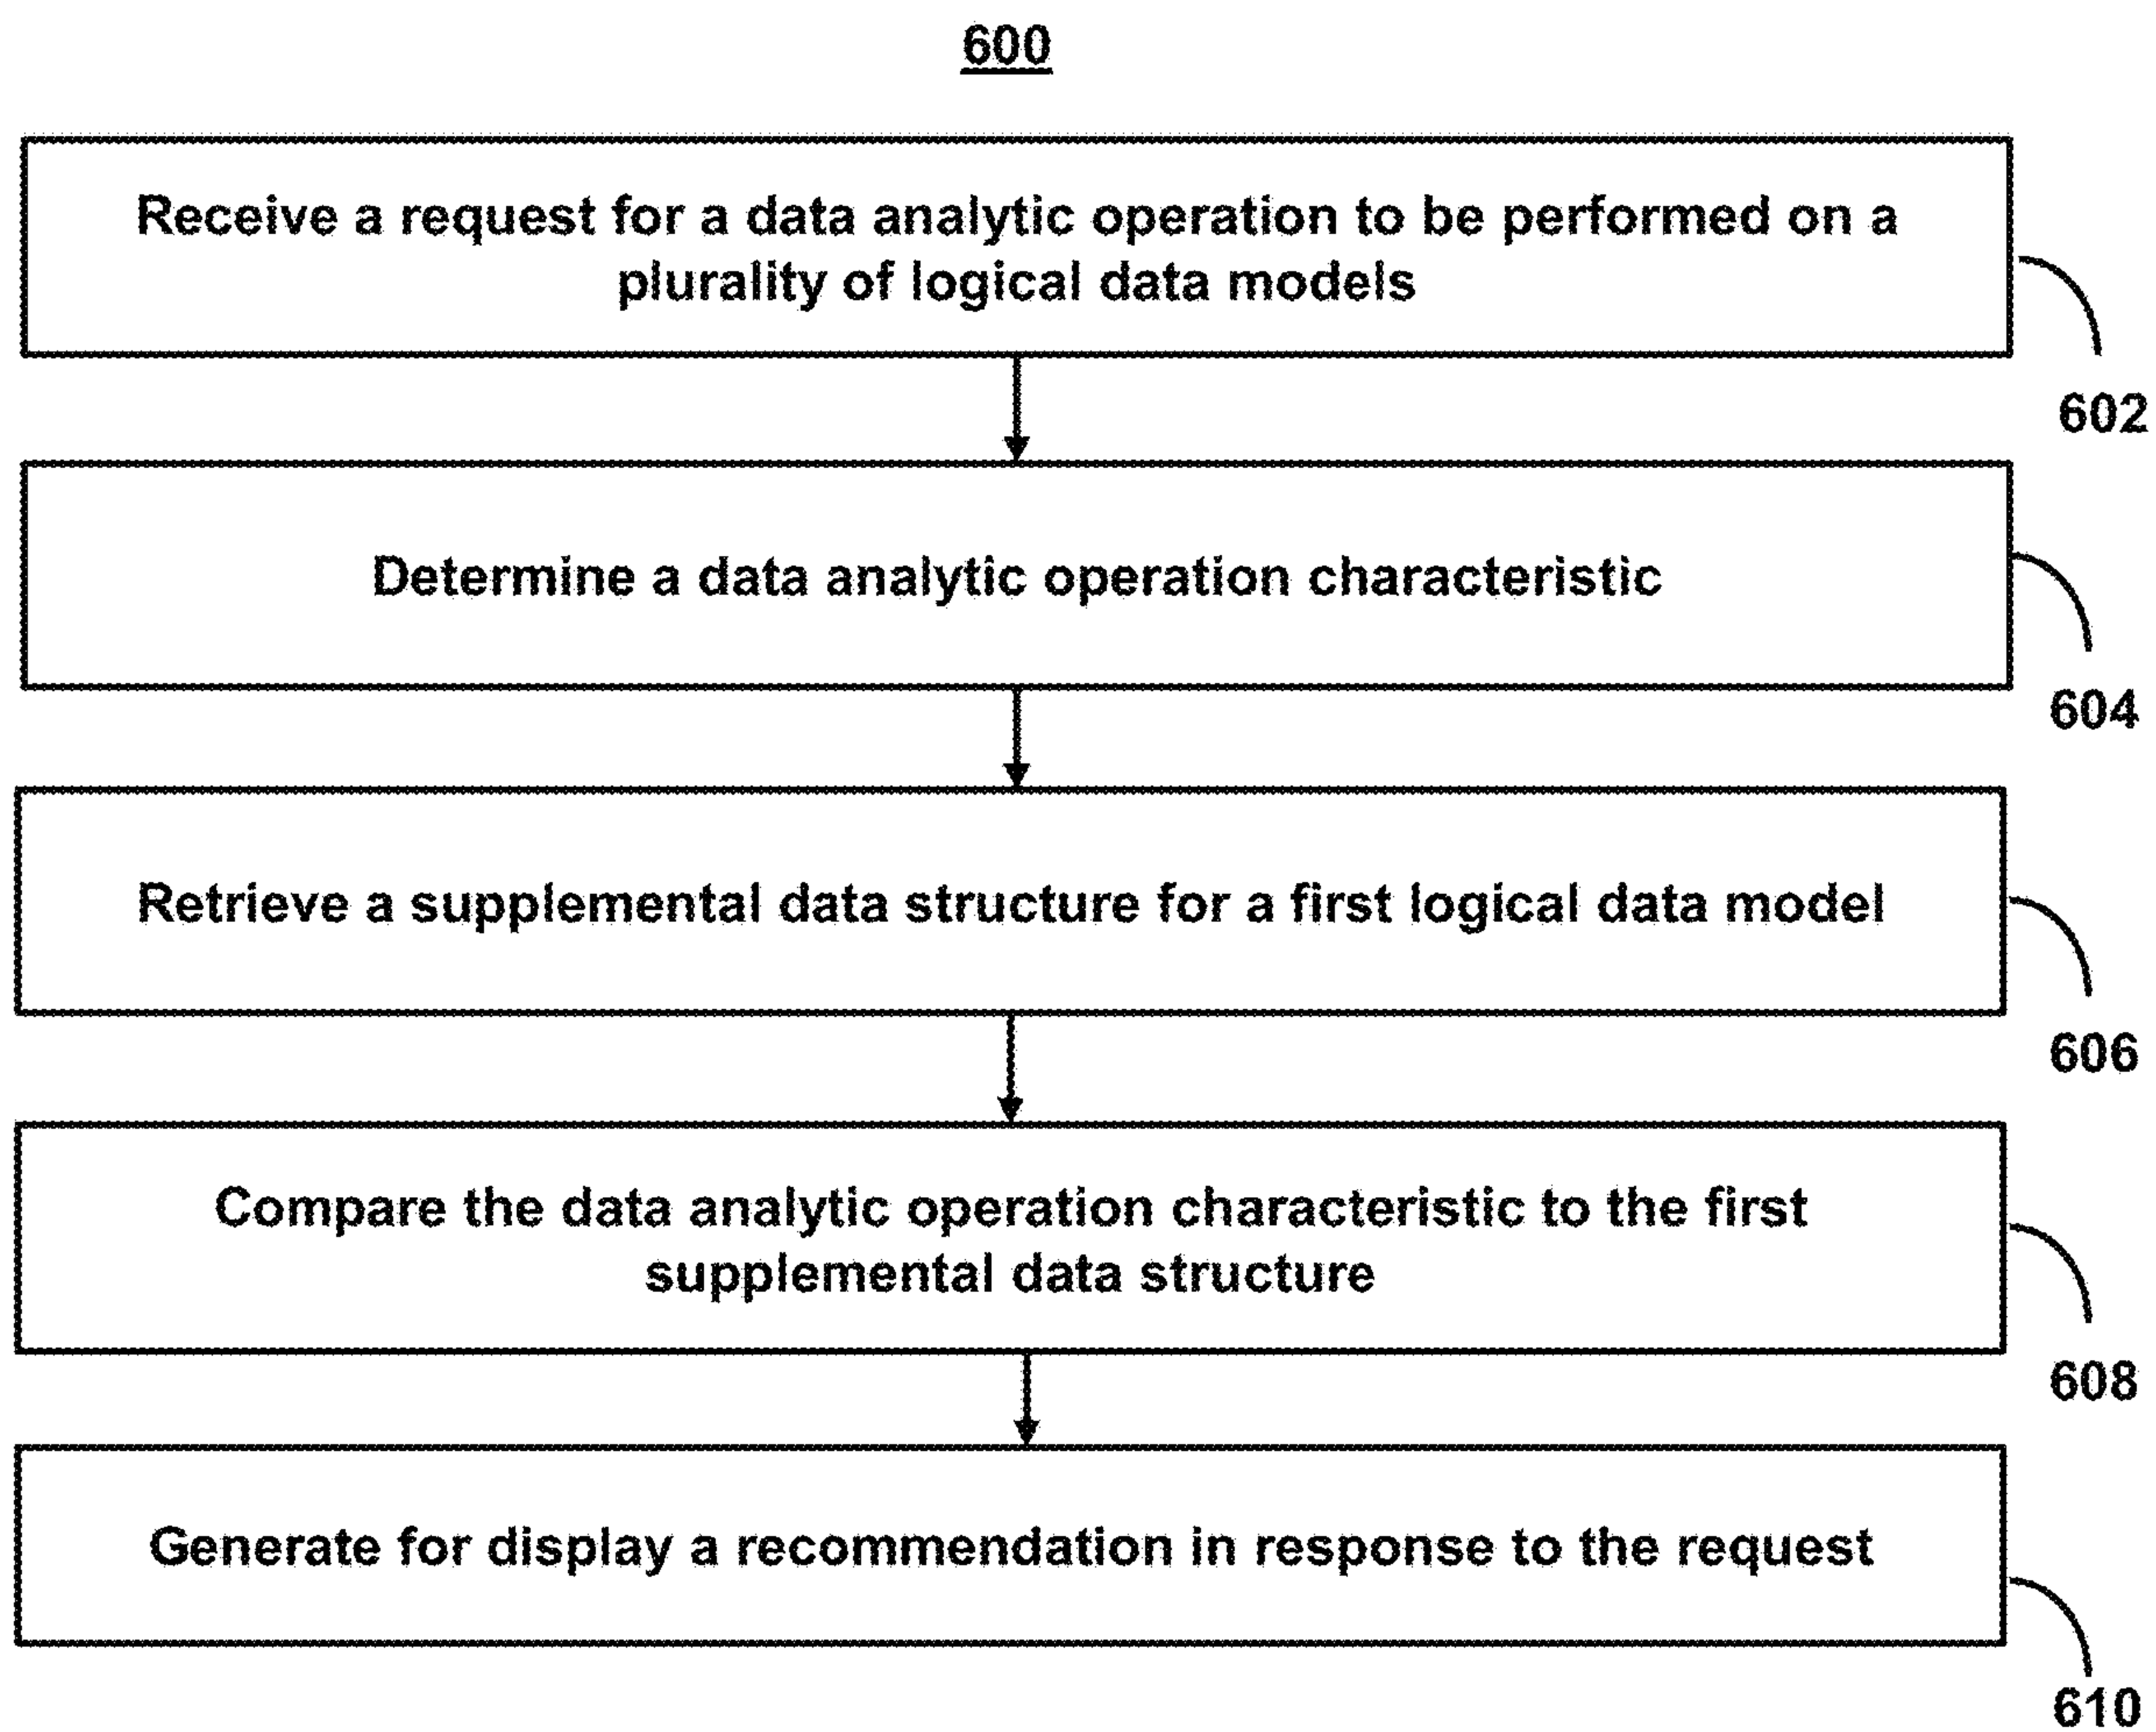 600
Receive a request for a data analytic operation to be performed on a
plurality of logical data models
602
Determine a data analytic operation characteristic
604
Retrieve a supplemental data structure for a first logical data model
606
Compare the data analytic operation characteristic to the first
supplemental data structure
608
Generate for display a recommendation in response to the request
610